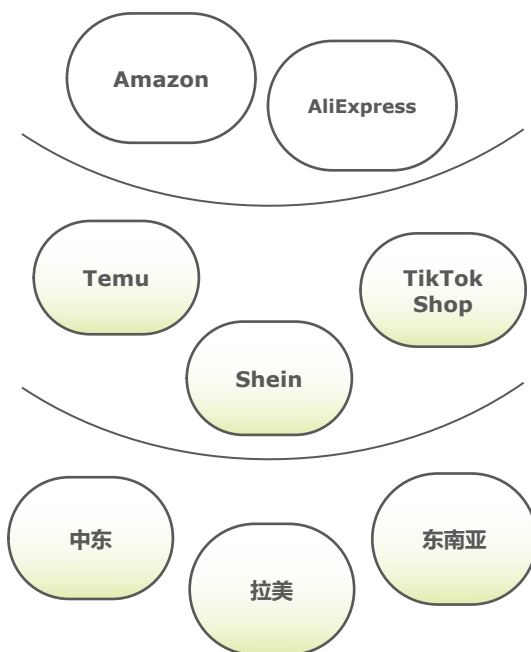 Amazon
AliExpress
Temu
TikTok
Shop
Shein
中东
东南亚
拉美